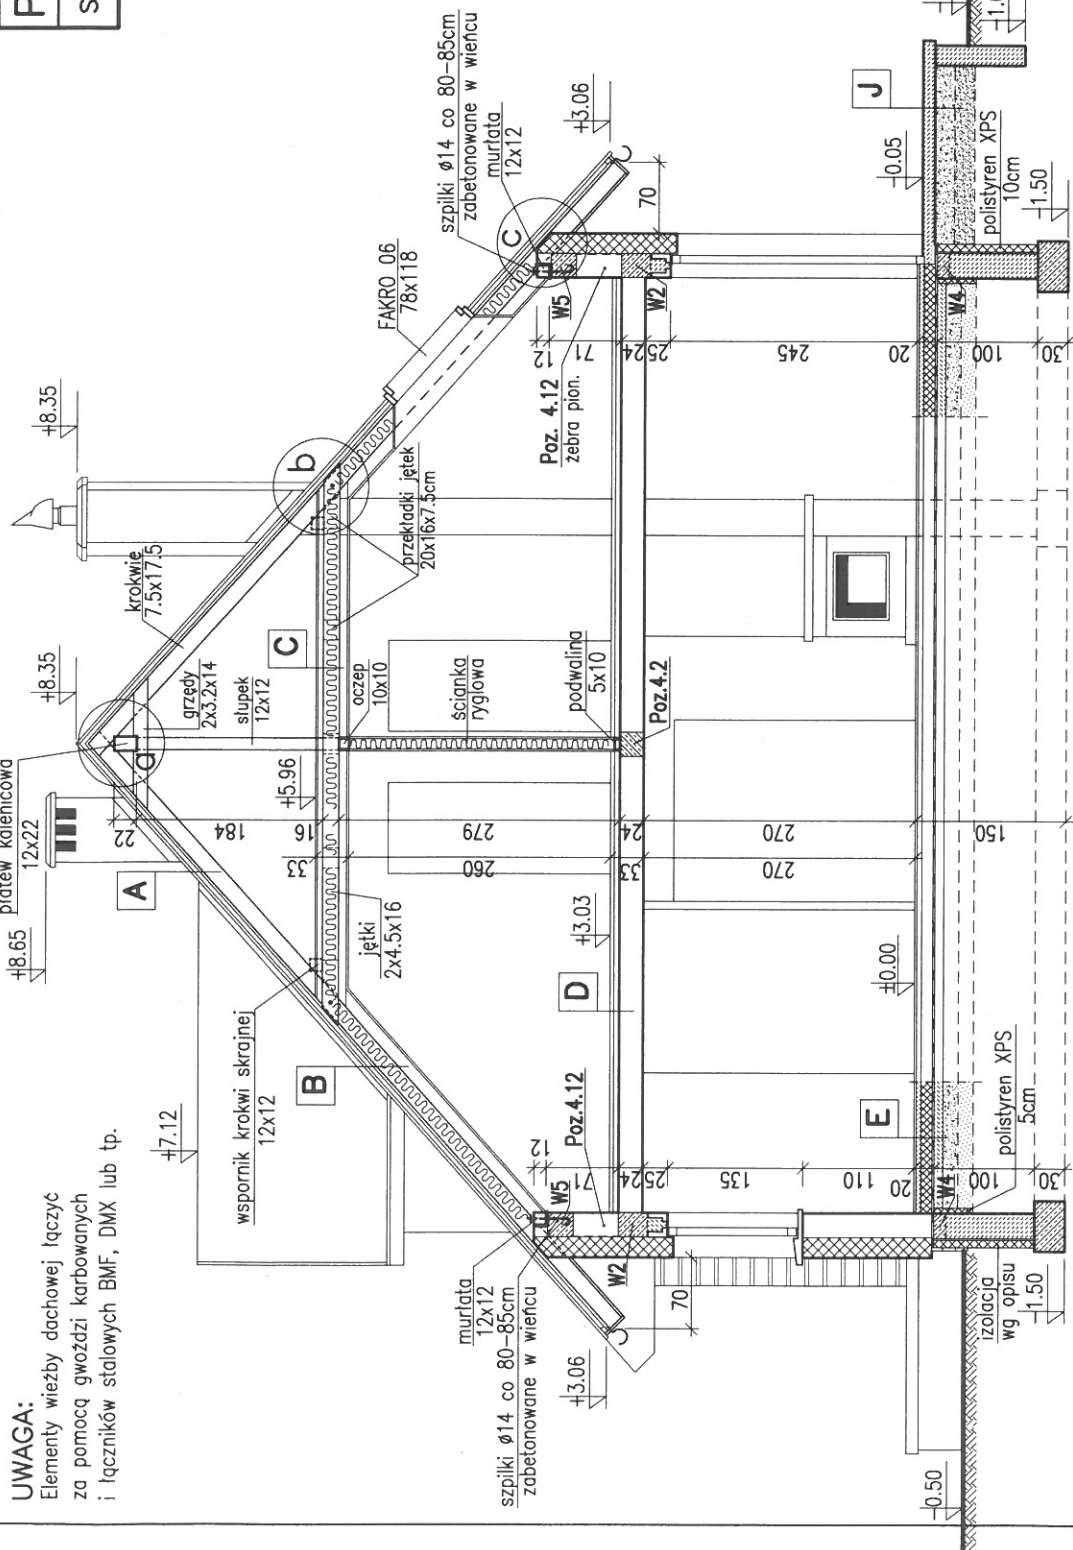 UWAGA:
Elementy wieźby dachowej łączyć
za pomocą gwoździ karbowanych
i łączników stalowych BMF, DMX lub tp.
P
S
+8.65
płatew kalenicowa
12x22
+8.35
+8.35
A
22
a
grzędy
2x3.2x14
krokwie
7.5x17.5
184
słupek
12x12
+7.12
wspornik krokwi skrajnej
12x12
B
33
16
+5.96
C
b
FAKRO 06
78x118
jętki
2x4.5x16
oczep
10x10
przekładki jętek
20x16x7.5cm
260
279
ścianka
ryglowa
szpilki ø14 co 80-85cm
zabetonowane w wieńcu
murłata
12x12
c
+3.06
70
murłata
12x12
szpilki ø14 co 80-85cm
zabetonowane w wieńcu
+3.06
70
12
71
W5
Poz.4.12
D
+3.03
podwalina
5x10
Poz.4.2
Poz. 4.12
żebra pion.
12
71
W5
W2
25
24
33
24
24
25
W2
135
110
270
270
245
±0.00
-0.05
J
E
20
W4
100
30
150
20
W4
100
30
polistyren XPS
5cm
polistyren XPS
10cm
izolacja
wg opisu
-1.50
-1.50
-0.50